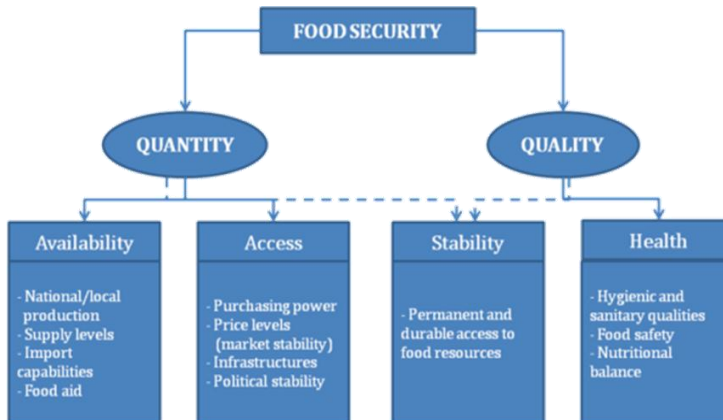 FOOD SECURITY
QUANTITY
QUALITY
Availability
- National/local
production
- Supply levels
- Import
capabilities
- Food aid
Access
- Purchasing power
- Price levels
(market stability)
- Infrastructures
- Political stability
Stability
- Permanent and
durable access to
food resources
Health
- Hygienic and
sanitary qualities
- Food safety
- Nutritional
balance